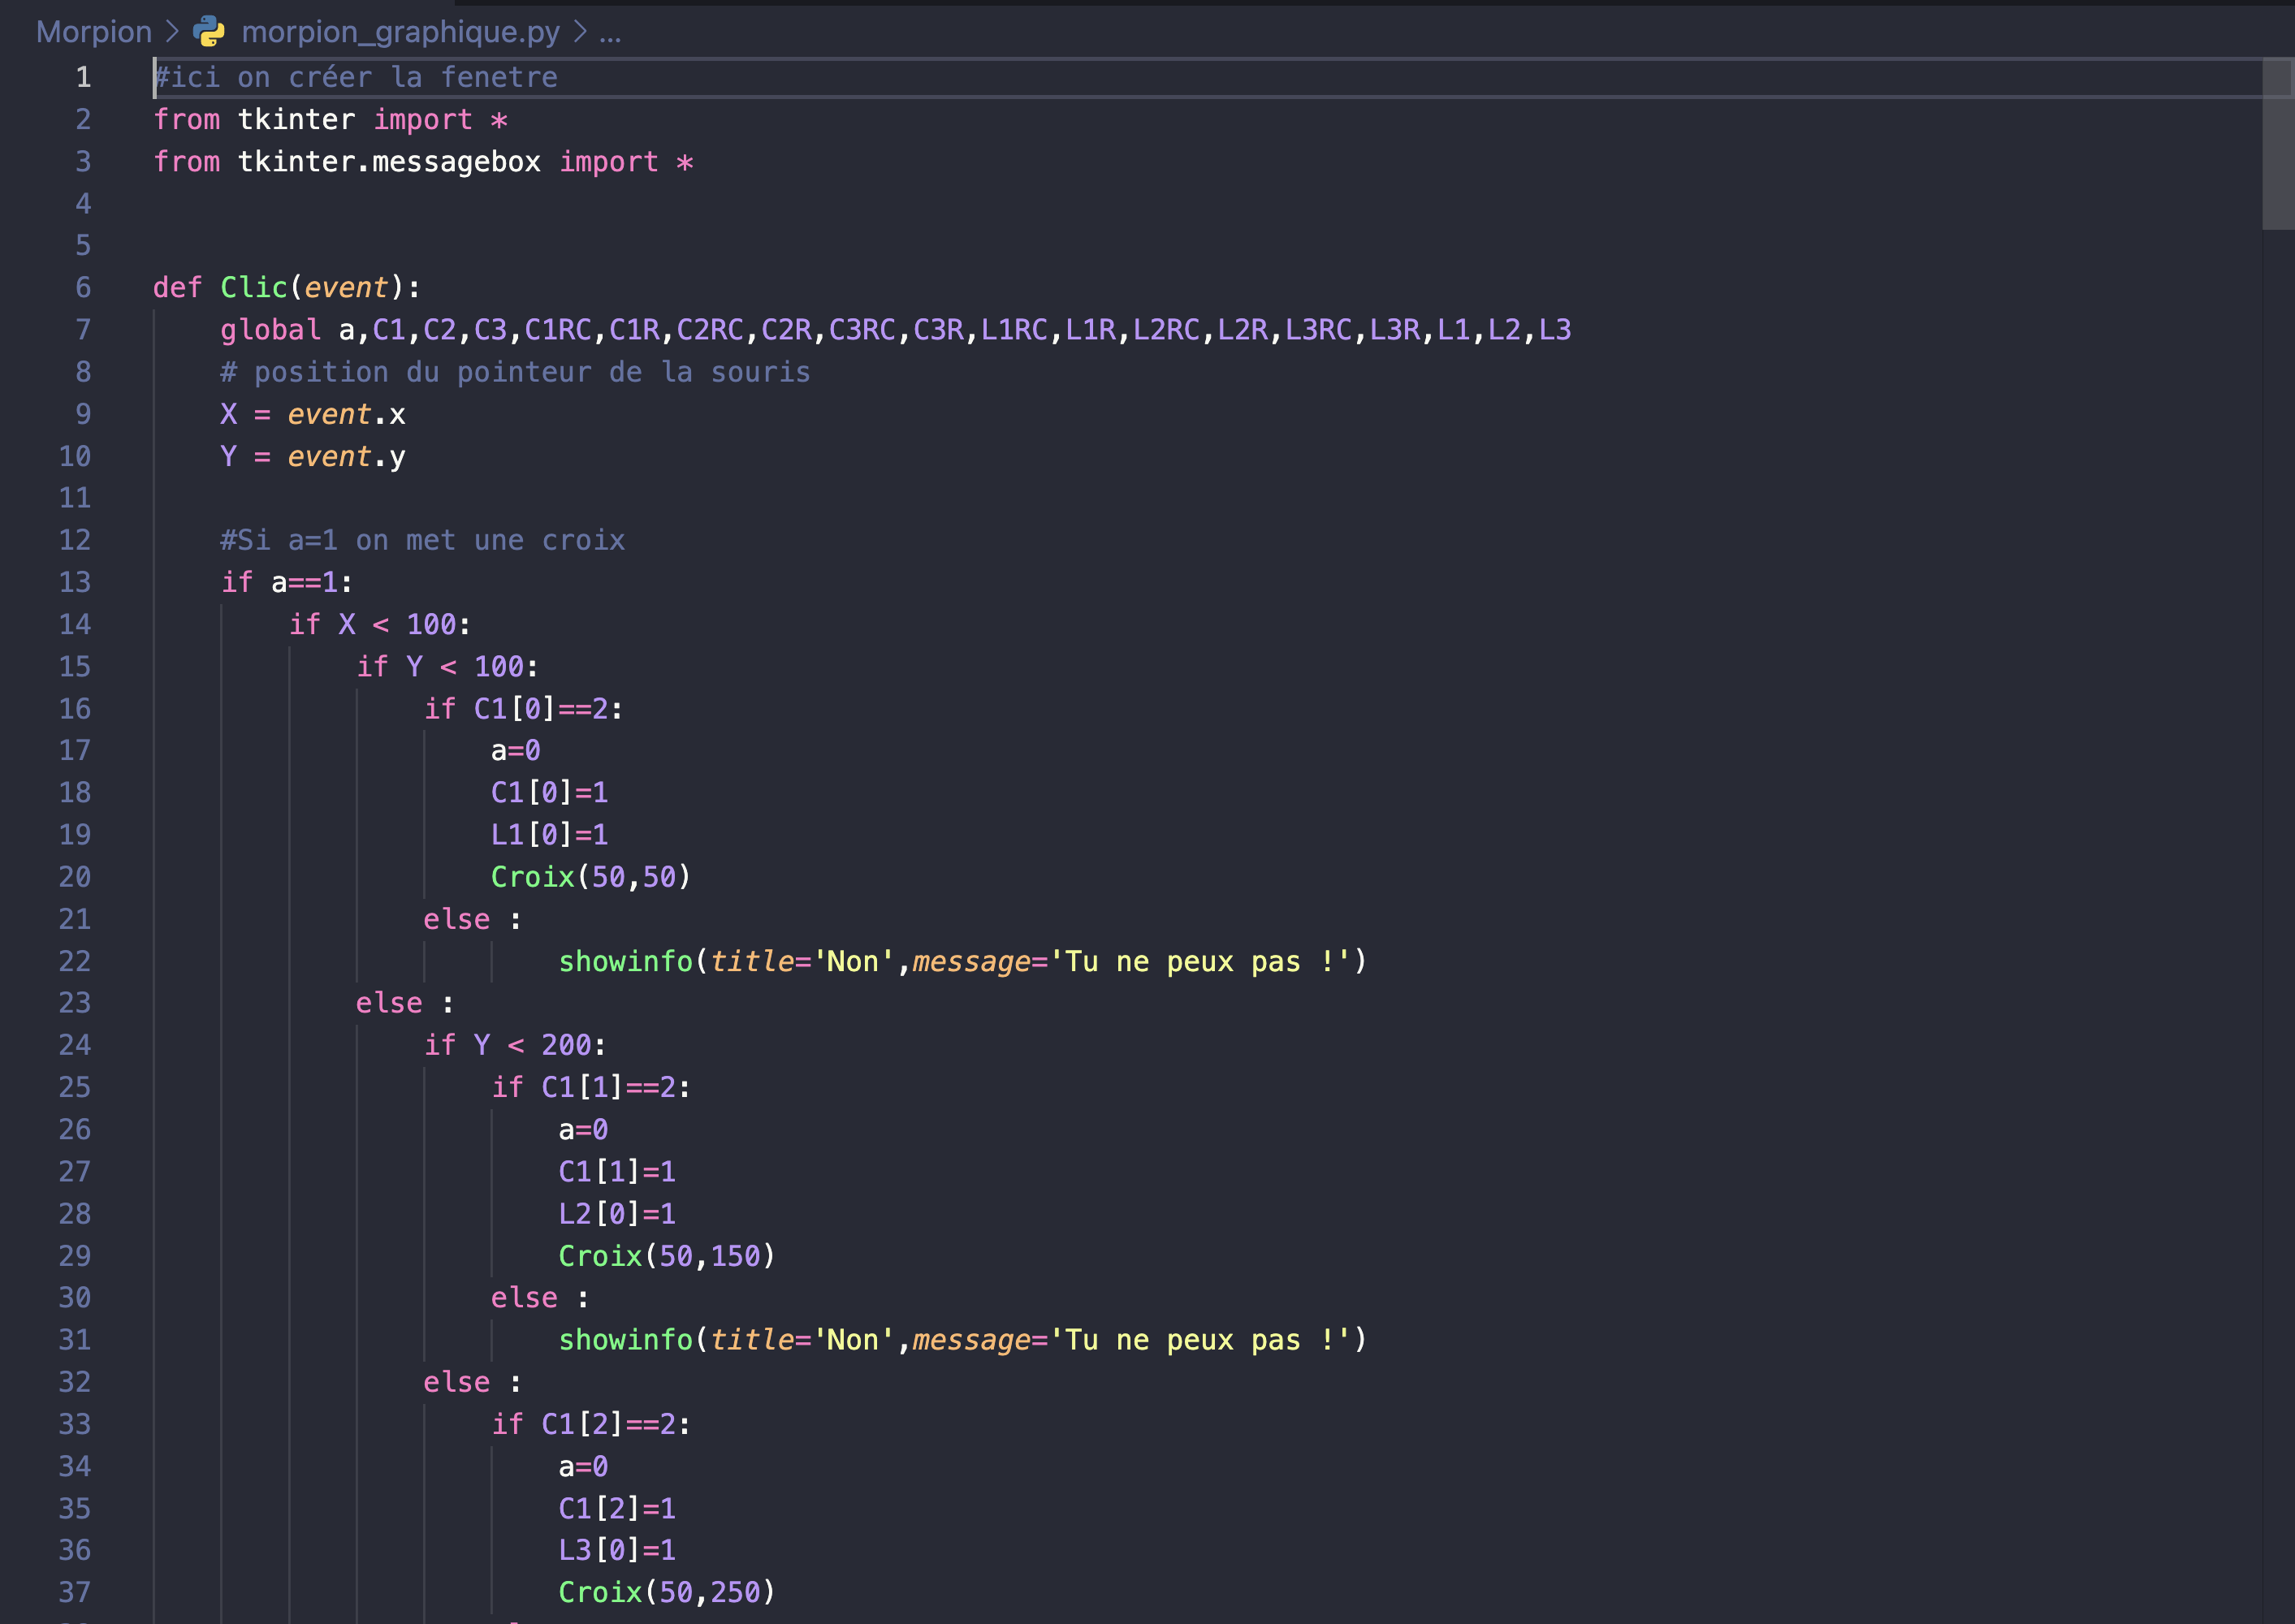 Morpion > morpion_graphique.py > ...
1 #ici on créer la fenetre
2 from tkinter import *
3 from tkinter.messagebox import *
4
5
6 def Clic(event):
7     global a,C1,C2,C3,C1RC,C1R,C2RC,C2R,C3RC,C3R,L1RC,L1R,L2RC,L2R,L3RC,L3R,L1,L2,L3
8     # position du pointeur de la souris
9     X = event.x
10     Y = event.y
11
12     #Si a=1 on met une croix
13     if a==1:
14         if X < 100:
15             if Y < 100:
16                 if C1[0]==2:
17                     a=0
18                     C1[0]=1
19                     L1[0]=1
20                     Croix(50,50)
21                 else :
22                         showinfo(title='Non',message='Tu ne peux pas !')
23             else :
24                 if Y < 200:
25                     if C1[1]==2:
26                         a=0
27                         C1[1]=1
28                         L2[0]=1
29                         Croix(50,150)
30                     else :
31                         showinfo(title='Non',message='Tu ne peux pas !')
32                 else :
33                     if C1[2]==2:
34                         a=0
35                         C1[2]=1
36                         L3[0]=1
37                         Croix(50,250)